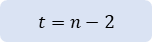 t = n − 2